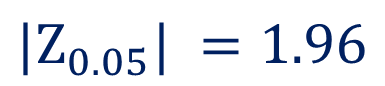 |Z₀.₀₅| = 1.96